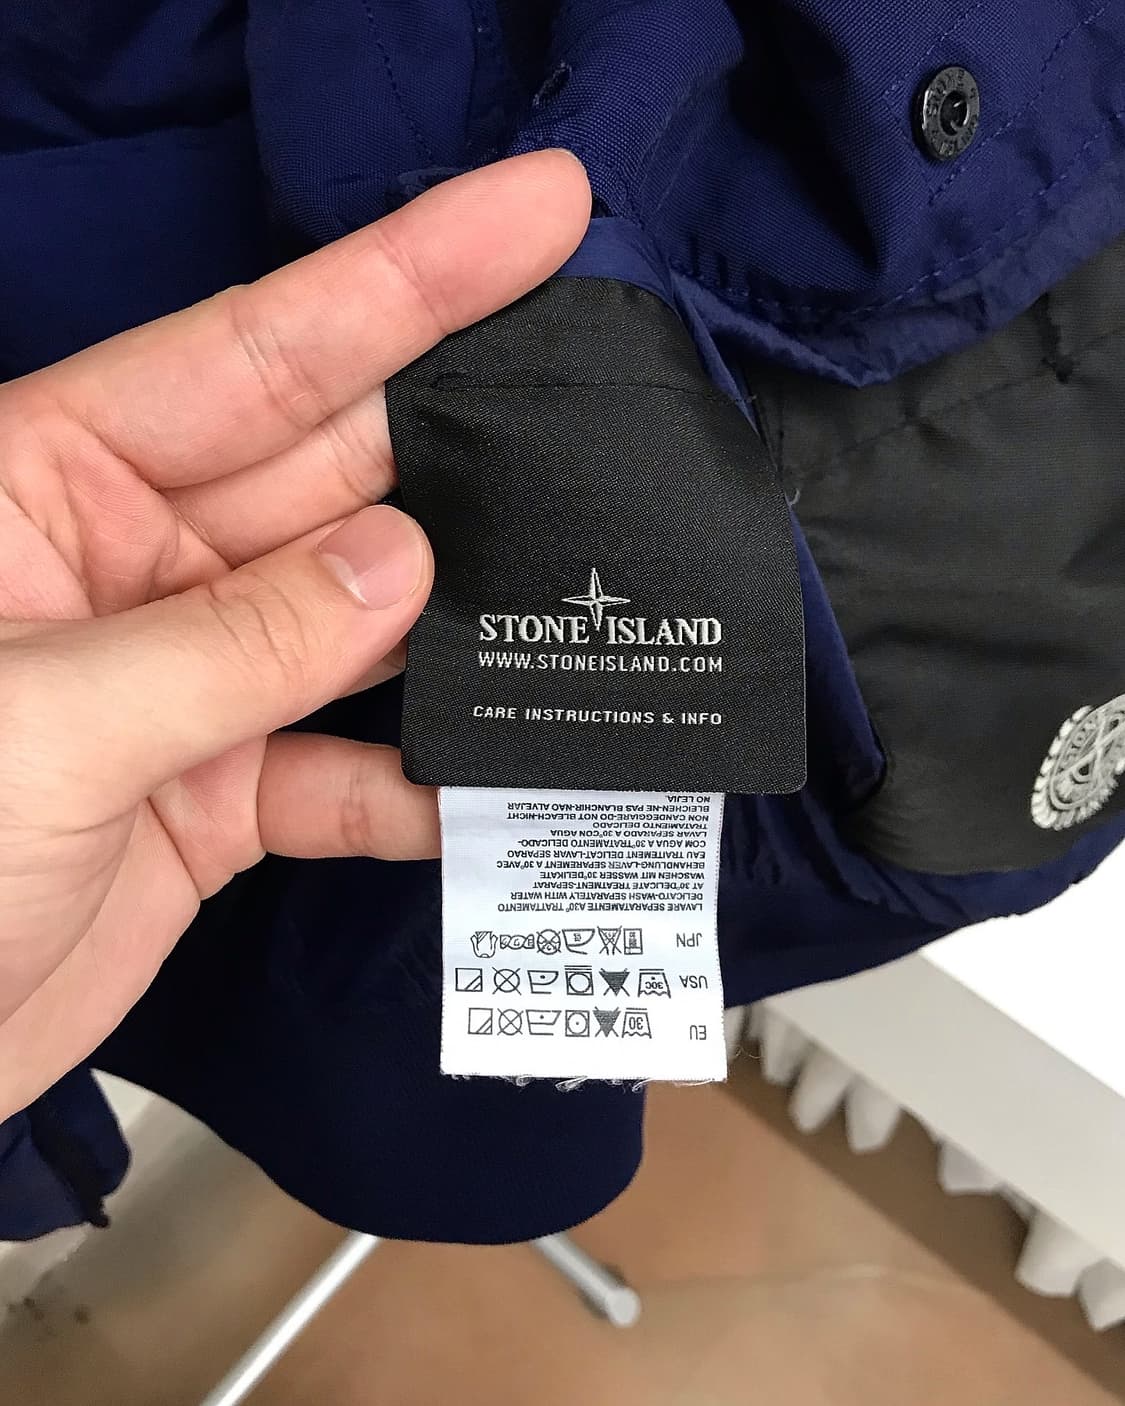 STONE ISLAND
WWW.STONEISLAND.COM
CARE INSTRUCTIONS & INFO
EU
30
USA
30C
JPN
LAVARE SEPARATAMENTE A30° TRATTAMENTO
DELICATO-WASH SEPARATELY WITH WATER
AT 30° DELICATE TREATMENT-SEPARAT
WASCHEN MIT WASSER 30° DELIKATE
BEHANDLUNG-LAVER SEPAREMENT A 30° AVEC
EAU TRAITEMENT DELICAT-LAVAR SEPARAO
COM AGUA A 30° TRATAMENTO DELICADO-
LAVAR SEPARADO A 30° CON AGUA
TRATAMIENTO DELICADO
NON CANDEGGIARE-DO NOT BLEACH-NICHT
BLEICHEN-NE PAS BLANCHIR-NAO ALVEJAR
NO LEJIA